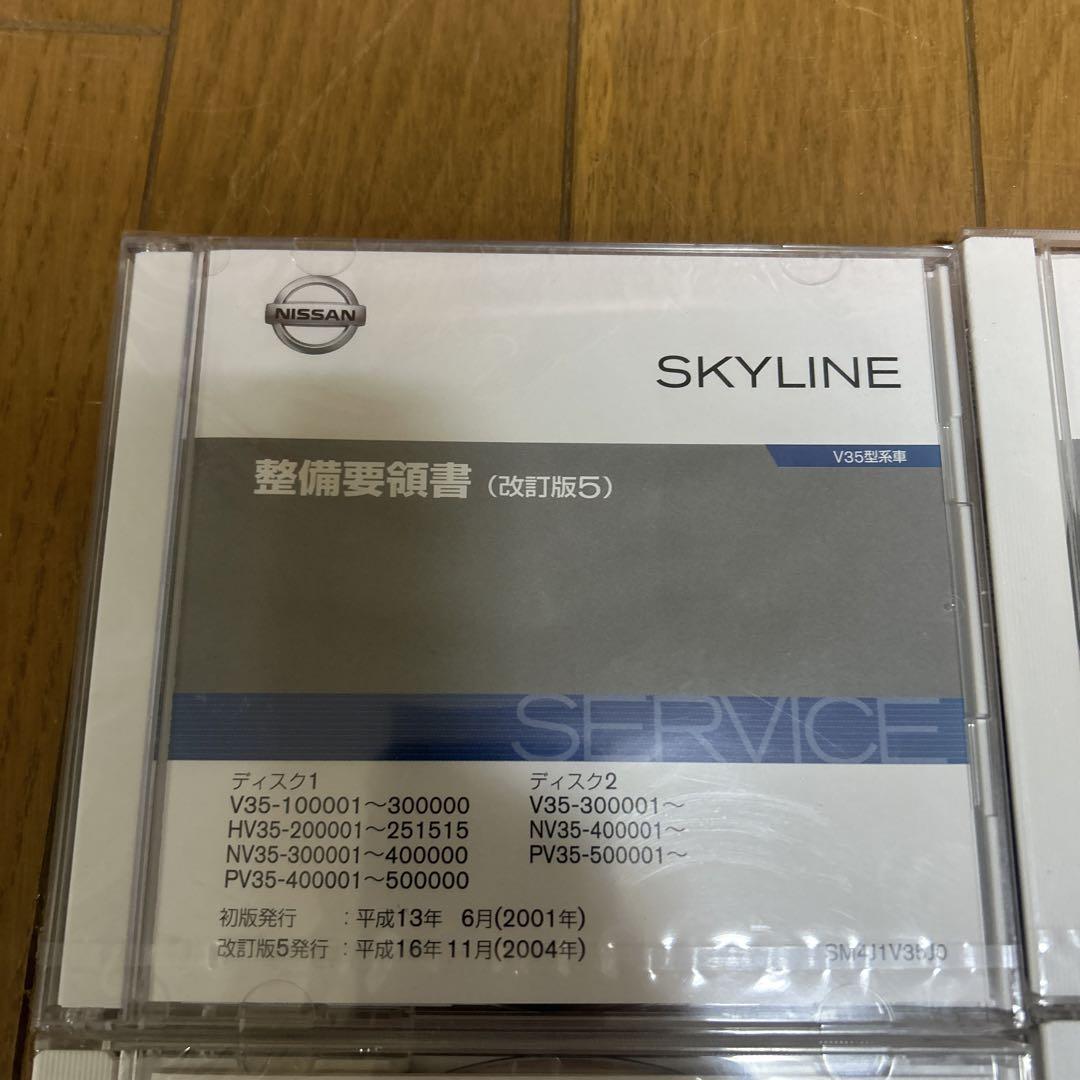 NISSAN
SKYLINE
V35型系車
整備要領書（改訂版5）
SERVICE
ディスク1
V35-100001～300000
HV35-200001～251515
NV35-300001～400000
PV35-400001～500000
ディスク2
V35-300001～
NV35-400001～
PV35-500001～
初版発行　：平成13年　6月(2001年)
改訂版5発行　：平成16年 11月(2004年)
SM4J1V35J0